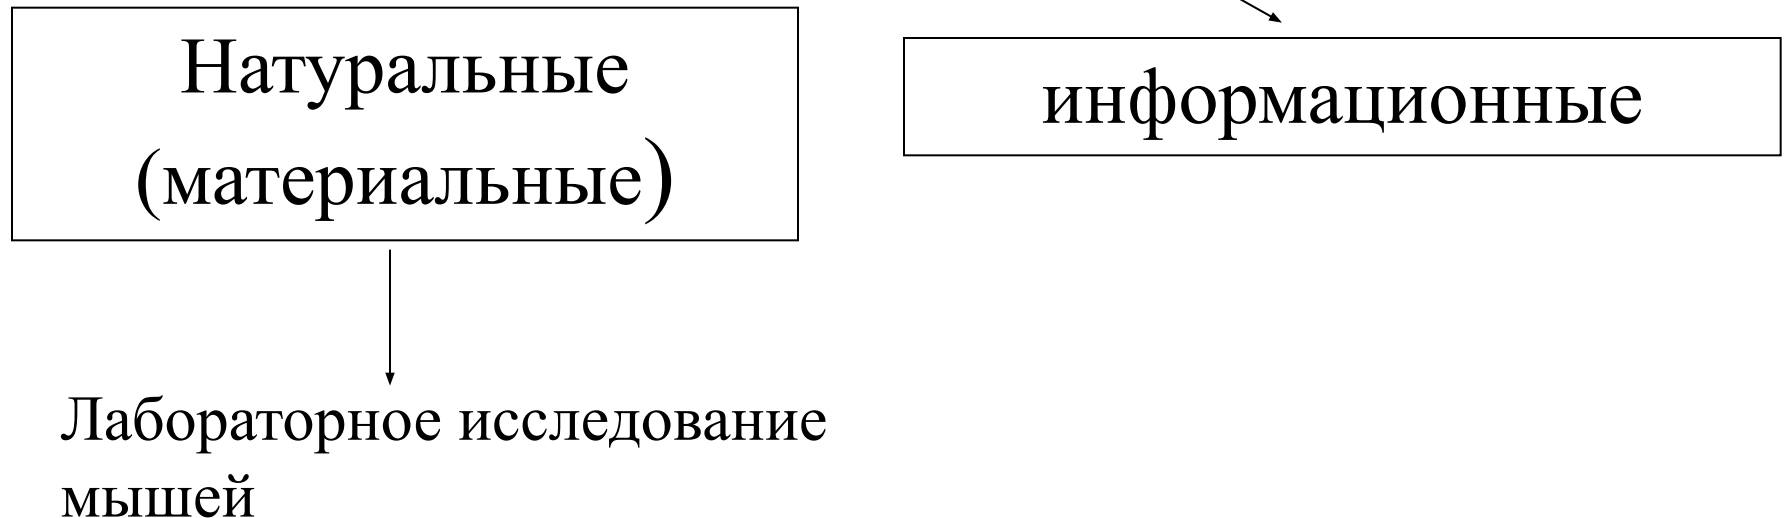 Натуральные
(материальные)
информационные
Лабораторное исследование
мышей